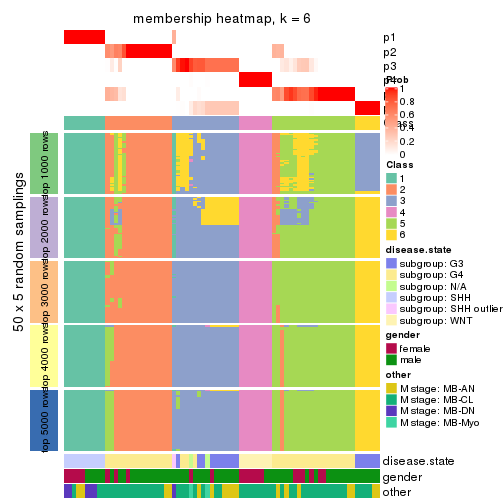 membership heatmap, k = 6
p1
p2
p3
p4
Prob
1
0.8
0.6
0.4
0.2
0
Class
1
2
3
4
5
6
disease.state
subgroup: G3
subgroup: G4
subgroup: N/A
subgroup: SHH
subgroup: SHH outlier
subgroup: WNT
gender
female
male
other
M stage: MB-AN
M stage: MB-CL
M stage: MB-DN
M stage: MB-Myo
50 x 5 random samplings
top 1000 rows
top 2000 rows
top 3000 rows
top 4000 rows
top 5000 rows
disease.state
gender
other